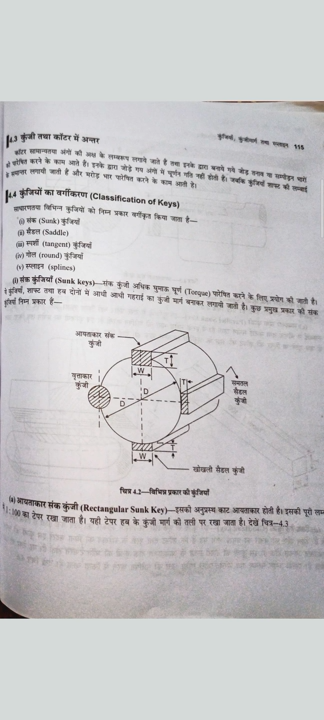 कुंजियाँ, कुंजीमार्ग तथा स्प्लाइन 115
4.3 कुंजी तथा कॉटर में अन्तर
कॉटर सामान्यतया अंगों को अक्ष के लम्बरूप लगाये जाते हैं तथा इनके द्वारा बनाये गये जोड़ तनाव या सम्पीडन भारों
को पारेषित करने के काम आते हैं। इनके द्वारा जोड़े गये अंगों में घूर्णन गति नहीं होती है। जबकि कुंजियाँ शाफ्ट की लम्बाई
के समान्तर लगायी जाती हैं और मरोड़ भार पारेषित करने के काम आती हैं।
4.4 कुंजियों का वर्गीकरण (Classification of Keys)
साधारणतया विभिन्न कुंजियों को निम्न प्रकार वर्गीकृत किया जाता है—
(i) संक (Sunk) कुंजियाँ
(ii) सैडल (Saddle)
(iii) स्पर्शी (tangent) कुंजियाँ
(iv) गोल (round) कुंजियाँ
(v) स्प्लाइन (splines)
(i) संक कुंजियाँ (Sunk keys)—संक कुंजी अधिक घुमाऊ घूर्ण (Torque) पारेषित करने के लिए प्रयोग की जाती है।
ये कुंजियाँ, शाफ्ट तथा हब दोनों में आधी आधी गहराई का कुंजी मार्ग बनाकर लगायी जाती हैं। कुछ प्रमुख प्रकार की संक
कुंजियाँ निम्न प्रकार हैं—
आयताकार संक
कुंजी
W
T
वृत्ताकार
कुंजी
D
D
T
समतल
सैडल
कुंजी
W
T
खोखली सैडल कुंजी
चित्र 4.2—विभिन्न प्रकार की कुंजियाँ
(a) आयताकार संक कुंजी (Rectangular Sunk Key)—इसकी अनुप्रस्थ काट आयताकार होती है। इसकी पूरी
1 : 100 का टेपर रखा जाता है। यही टेपर हब के कुंजी मार्ग की तली पर रखा जाता है। देखें चित्र–4.3